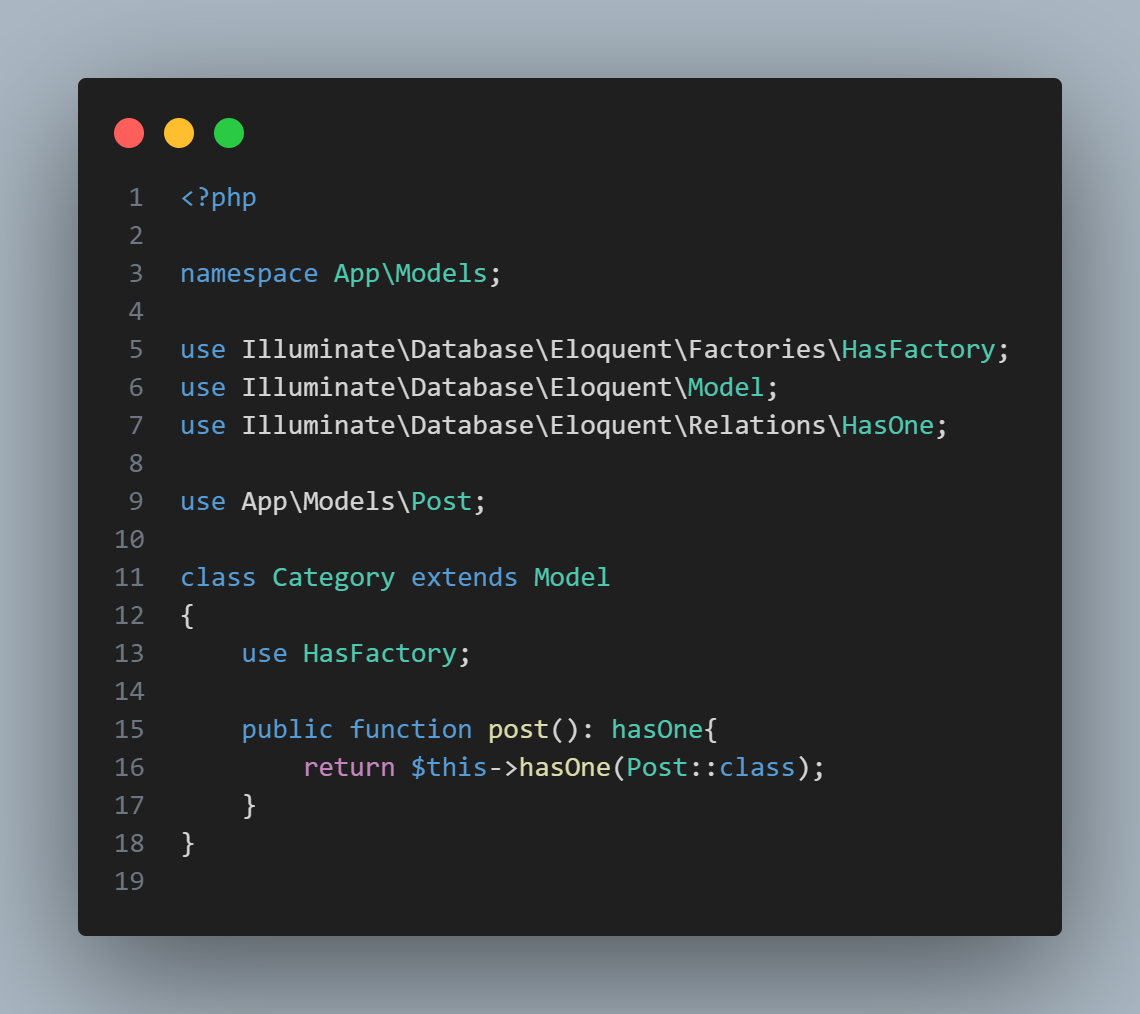 1 <?php
2
3 namespace App\Models;
4
5 use Illuminate\Database\Eloquent\Factories\HasFactory;
6 use Illuminate\Database\Eloquent\Model;
7 use Illuminate\Database\Eloquent\Relations\HasOne;
8
9 use App\Models\Post;
10
11 class Category extends Model
12 {
13     use HasFactory;
14
15     public function post(): hasOne{
16         return $this->hasOne(Post::class);
17     }
18 }
19